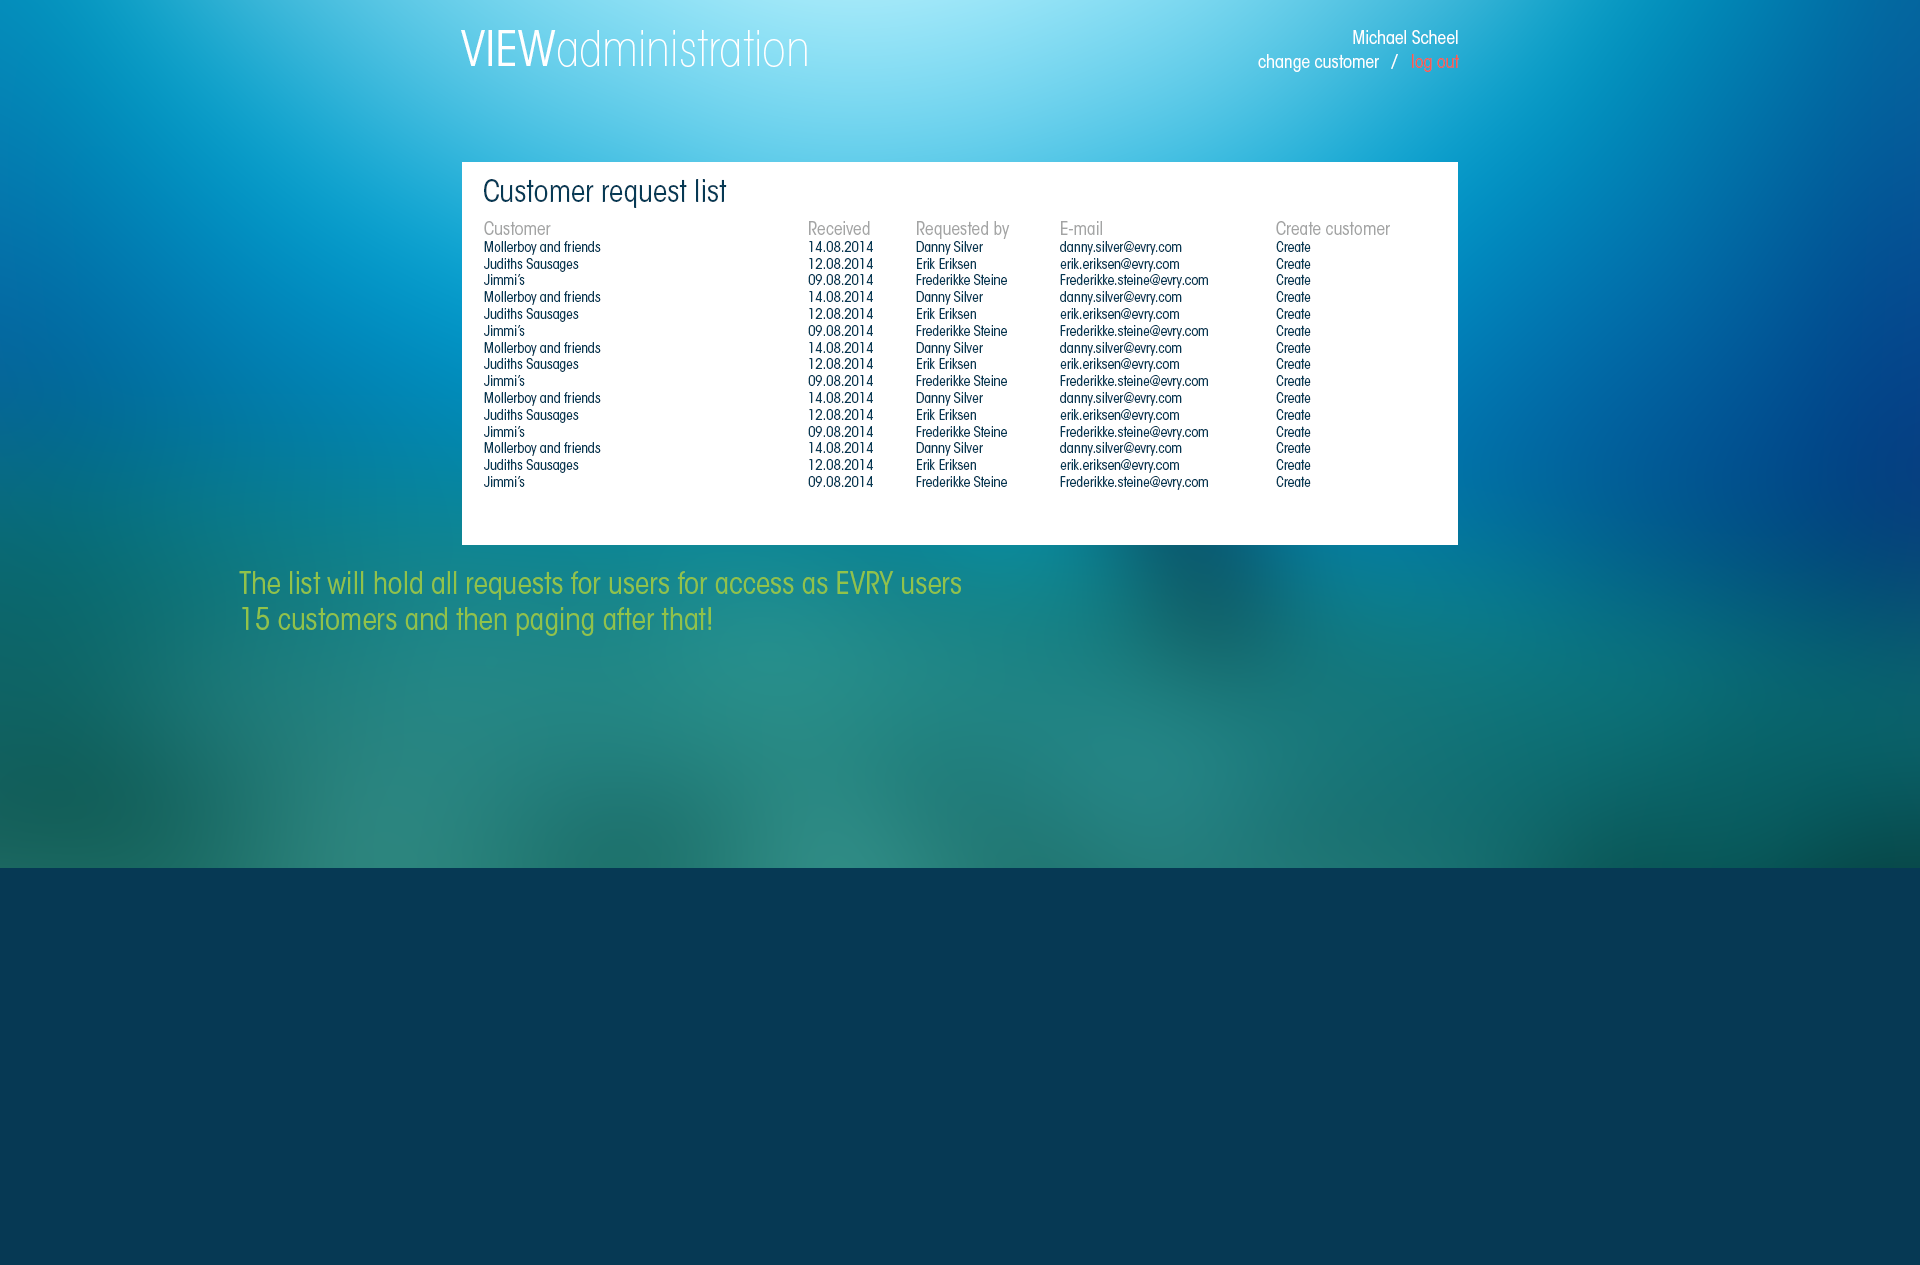 VIEWadministration
Michael Scheel
change customer / log out
Customer request list
Customer Received Requested by E-mail Create customer
Mollerboy and friends 14.08.2014 Danny Silver danny.silver@evry.com Create
Judiths Sausages 12.08.2014 Erik Eriksen erik.eriksen@evry.com Create
Jimmi's 09.08.2014 Frederikke Steine Frederikke.steine@evry.com Create
Mollerboy and friends 14.08.2014 Danny Silver danny.silver@evry.com Create
Judiths Sausages 12.08.2014 Erik Eriksen erik.eriksen@evry.com Create
Jimmi's 09.08.2014 Frederikke Steine Frederikke.steine@evry.com Create
Mollerboy and friends 14.08.2014 Danny Silver danny.silver@evry.com Create
Judiths Sausages 12.08.2014 Erik Eriksen erik.eriksen@evry.com Create
Jimmi's 09.08.2014 Frederikke Steine Frederikke.steine@evry.com Create
Mollerboy and friends 14.08.2014 Danny Silver danny.silver@evry.com Create
Judiths Sausages 12.08.2014 Erik Eriksen erik.eriksen@evry.com Create
Jimmi's 09.08.2014 Frederikke Steine Frederikke.steine@evry.com Create
Mollerboy and friends 14.08.2014 Danny Silver danny.silver@evry.com Create
Judiths Sausages 12.08.2014 Erik Eriksen erik.eriksen@evry.com Create
Jimmi's 09.08.2014 Frederikke Steine Frederikke.steine@evry.com Create
The list will hold all requests for users for access as EVRY users
15 customers and then paging after that!